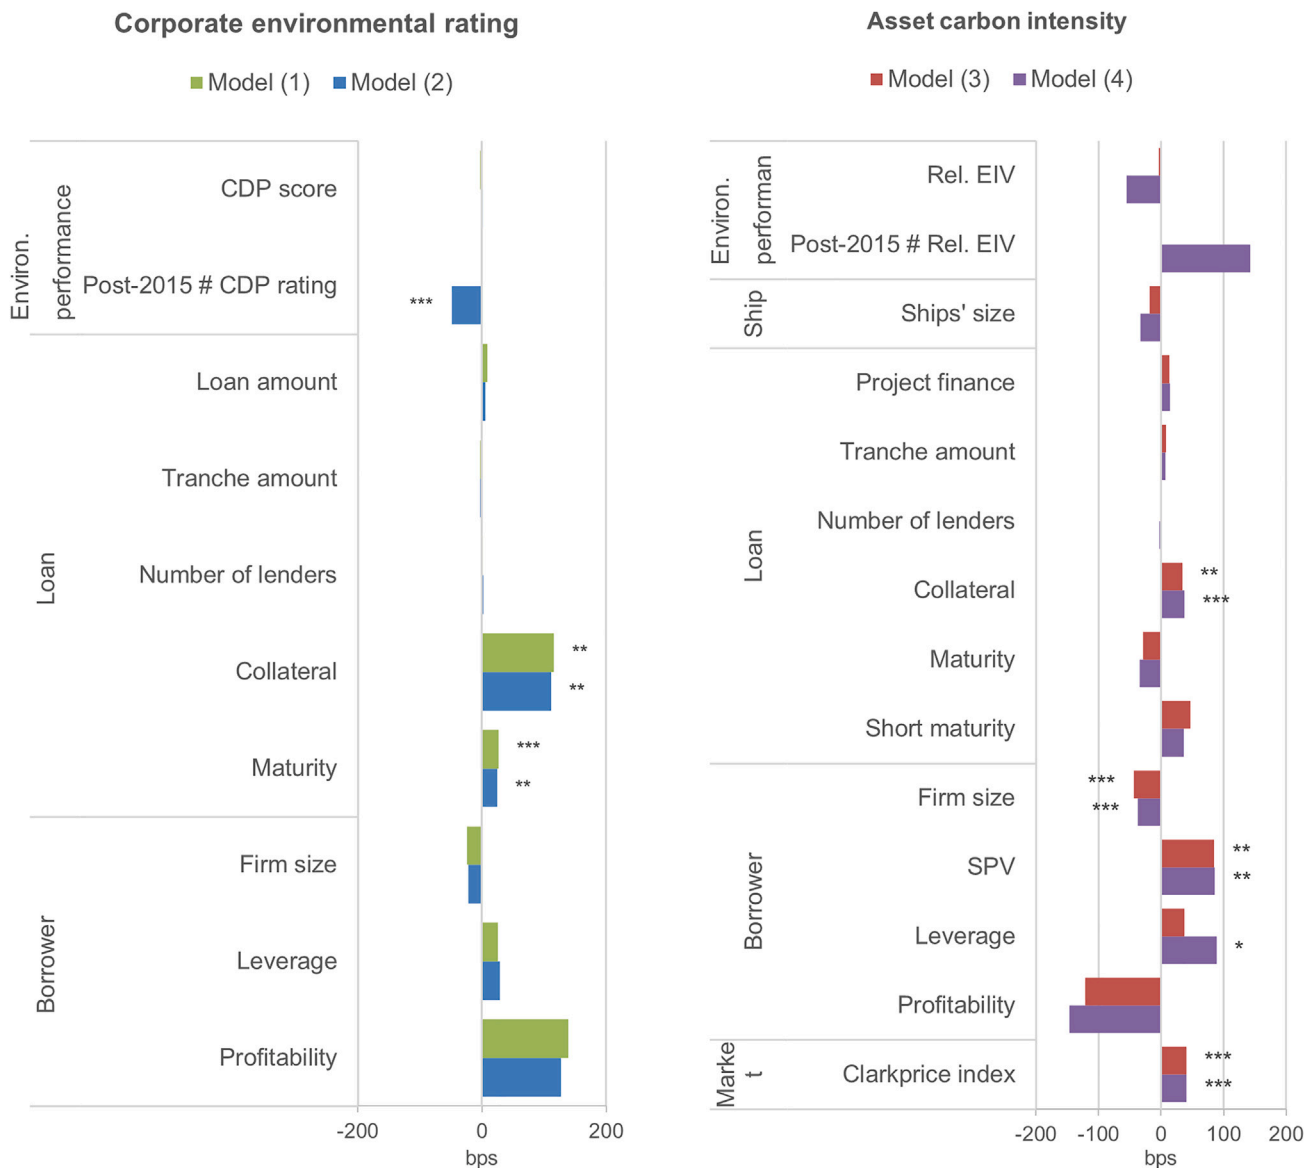 Corporate environmental rating
Model (1) Model (2)
Environ.
performance
CDP score
Post-2015 # CDP rating
***
Loan
Loan amount
Tranche amount
Number of lenders
Collateral
**
**
Maturity
***
**
Borrower
Firm size
Leverage
Profitability
-200 0 200
bps
Asset carbon intensity
Model (3) Model (4)
Environ.
performan
Rel. EIV
Post-2015 # Rel. EIV
Ship
Ships' size
Loan
Project finance
Tranche amount
Number of lenders
Collateral
**
***
Maturity
Short maturity
Borrower
Firm size
***
***
SPV
**
**
Leverage
*
Profitability
Marke
t
Clarkprice index
***
***
-200 -100 0 100 200
bps